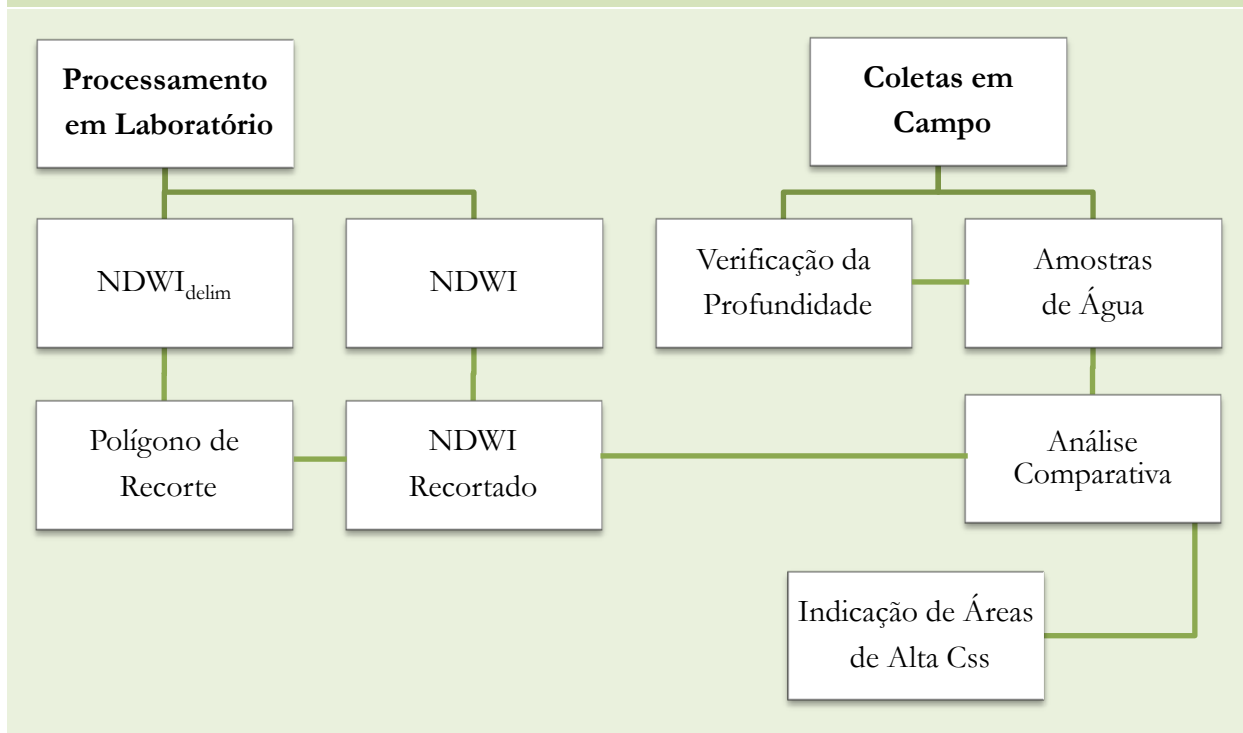 Processamento
em Laboratório
Coletas em
Campo
NDWIdelim
NDWI
Verificação da
Profundidade
Amostras
de Água
Polígono de
Recorte
NDWI
Recortado
Análise
Comparativa
Indicação de Áreas
de Alta Css